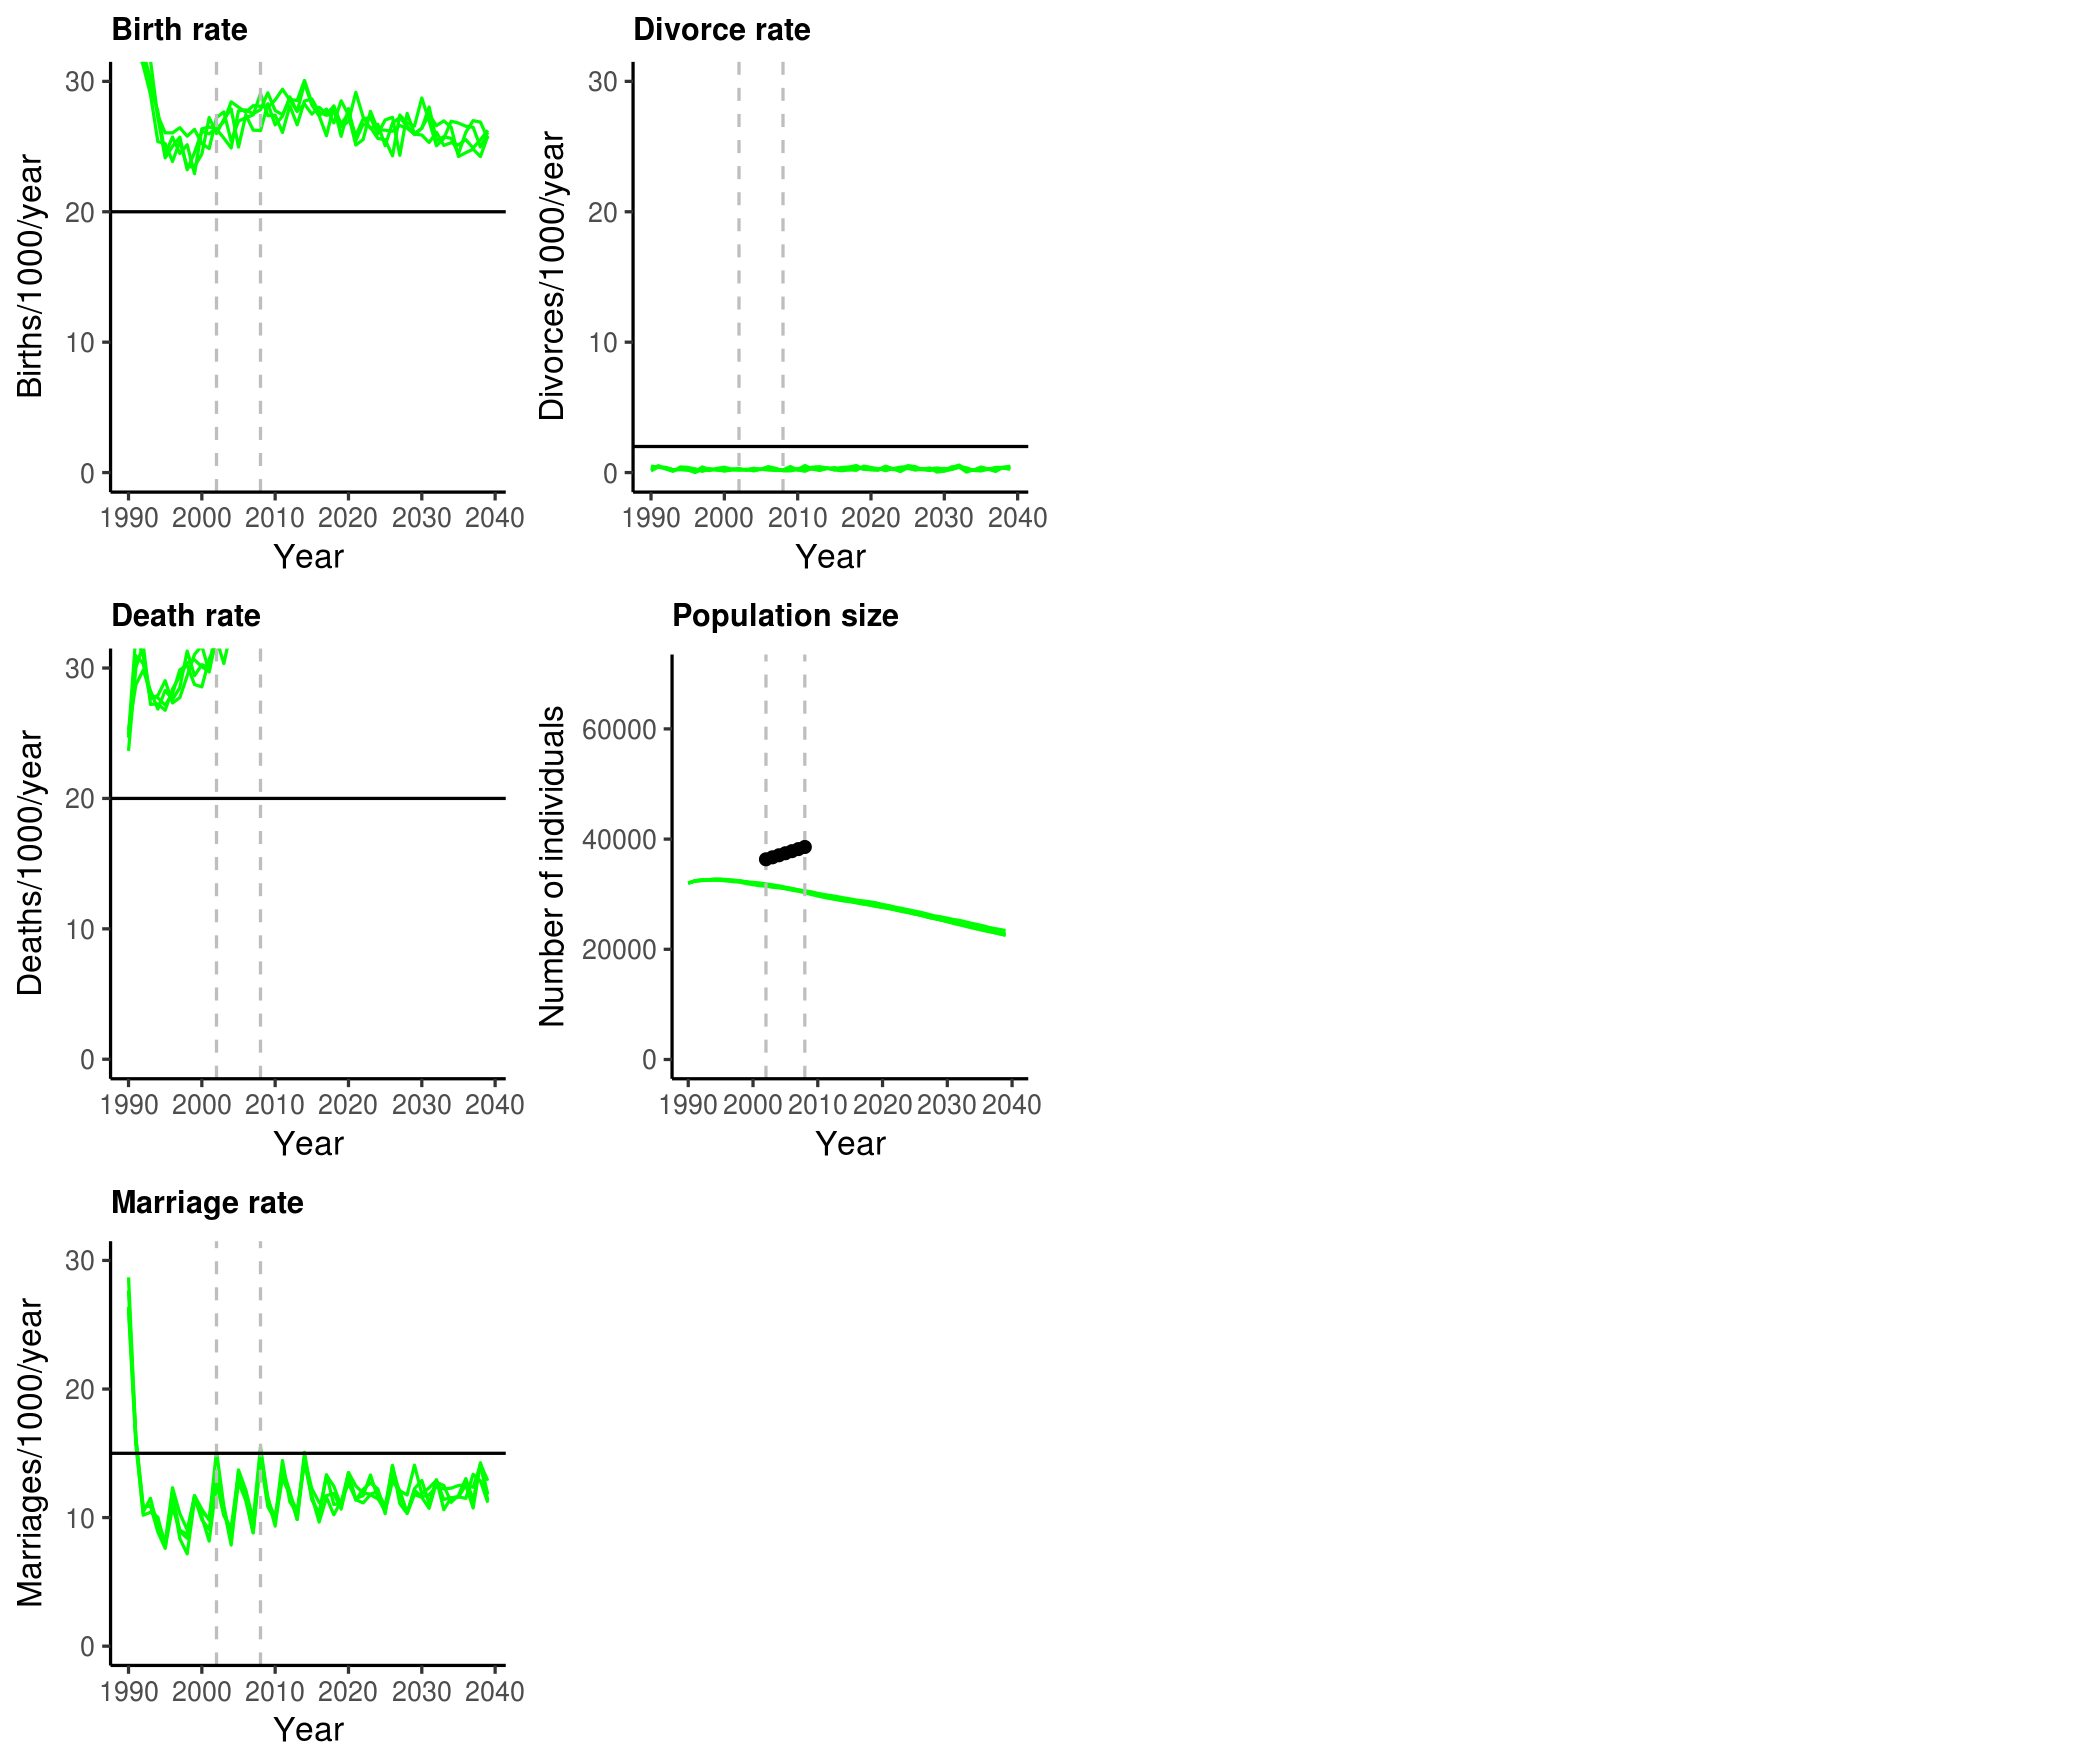 Birth rate
Births/1000/year
30
20
10
0
1990 2000 2010 2020 2030 2040
Year
Divorce rate
Divorces/1000/year
30
20
10
0
1990 2000 2010 2020 2030 2040
Year
Death rate
Deaths/1000/year
30
20
10
0
1990 2000 2010 2020 2030 2040
Year
Population size
Number of individuals
60000
40000
20000
0
1990 2000 2010 2020 2030 2040
Year
Marriage rate
Marriages/1000/year
30
20
10
0
1990 2000 2010 2020 2030 2040
Year